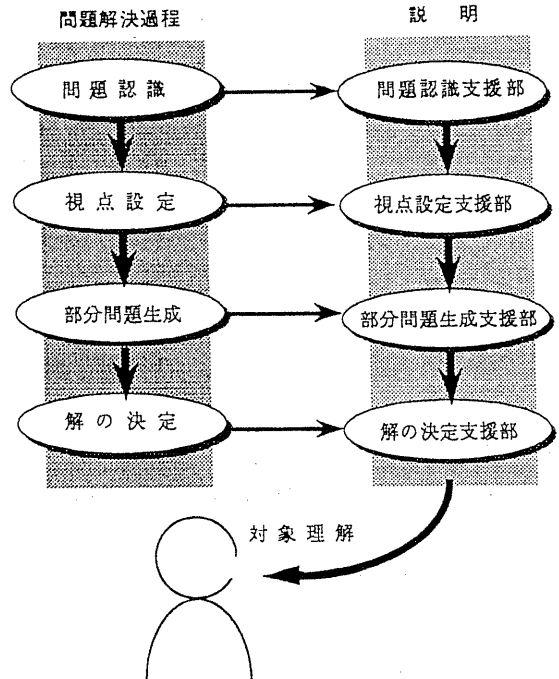 問題解決過程
説明
問題認識
問題認識支援部
視点設定
視点設定支援部
部分問題生成
部分問題生成支援部
解の決定
解の決定支援部
対象理解